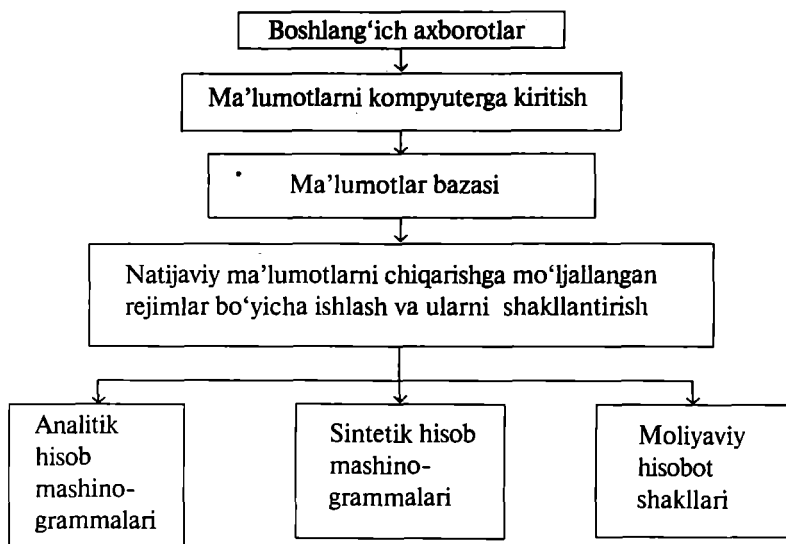 Boshlang‘ich axborotlar
Ma’lumotlarni kompyuterga kiritish
Ma’lumotlar bazasi
Natijaviy ma’lumotlarni chiqarishga mo‘ljallangan
rejimlar bo‘yicha ishlash va ularni shakllantirish
Analitik
hisob
mashino-
grammalari
Sintetik hisob
mashino-
grammalari
Moliyaviy
hisobot
shakllari